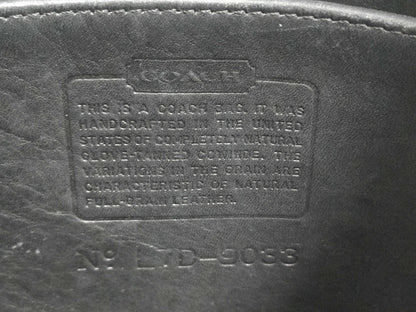 COACH
THIS IS A COACH BAG. IT WAS
HANDCRAFTED IN THE UNITED
STATES OF COMPLETELY NATURAL
GLOVE-TANNED COWHIDE. THE
VARIATIONS IN THE GRAIN ARE
CHARACTERISTIC OF NATURAL
FULL-GRAIN LEATHER.
Nº L7D-9033